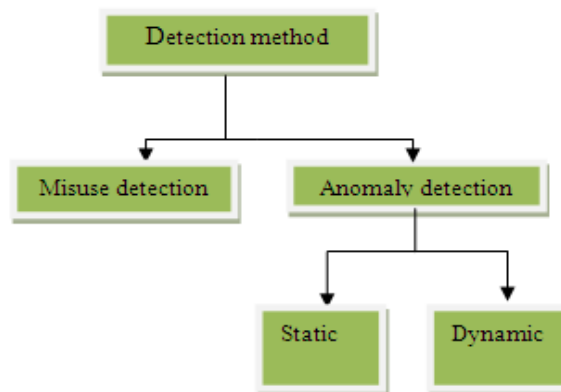 Detection method
Misuse detection
Anomaly detection
Static
Dynamic